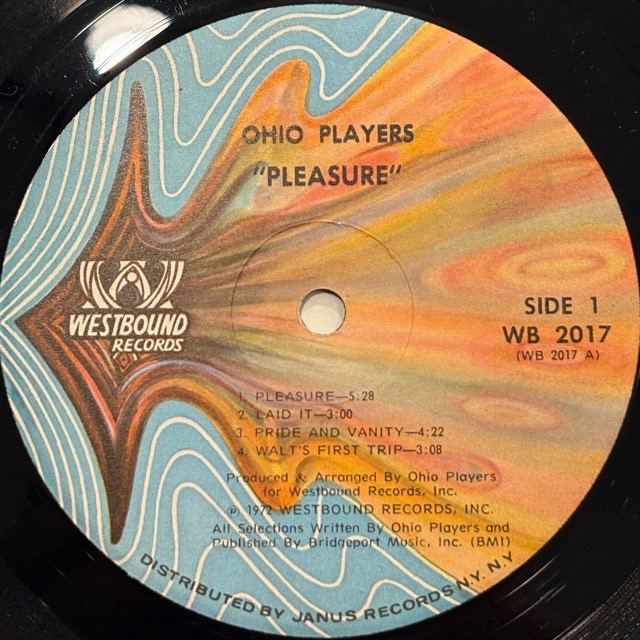 OHIO PLAYERS
"PLEASURE"
WESTBOUND
RECORDS
SIDE 1
WB 2017
(WB 2017 A)
1. PLEASURE—5:28
2. LAID IT—3:00
3. PRIDE AND VANITY—4:22
4. WALT'S FIRST TRIP—3:08
Produced & Arranged By Ohio Players
for Westbound Records, Inc.
℗ 1972 WESTBOUND RECORDS, INC.
All Selections Written By Ohio Players and
Published By Bridgeport Music, Inc. (BMI)
DISTRIBUTED BY JANUS RECORDS N.Y. N.Y